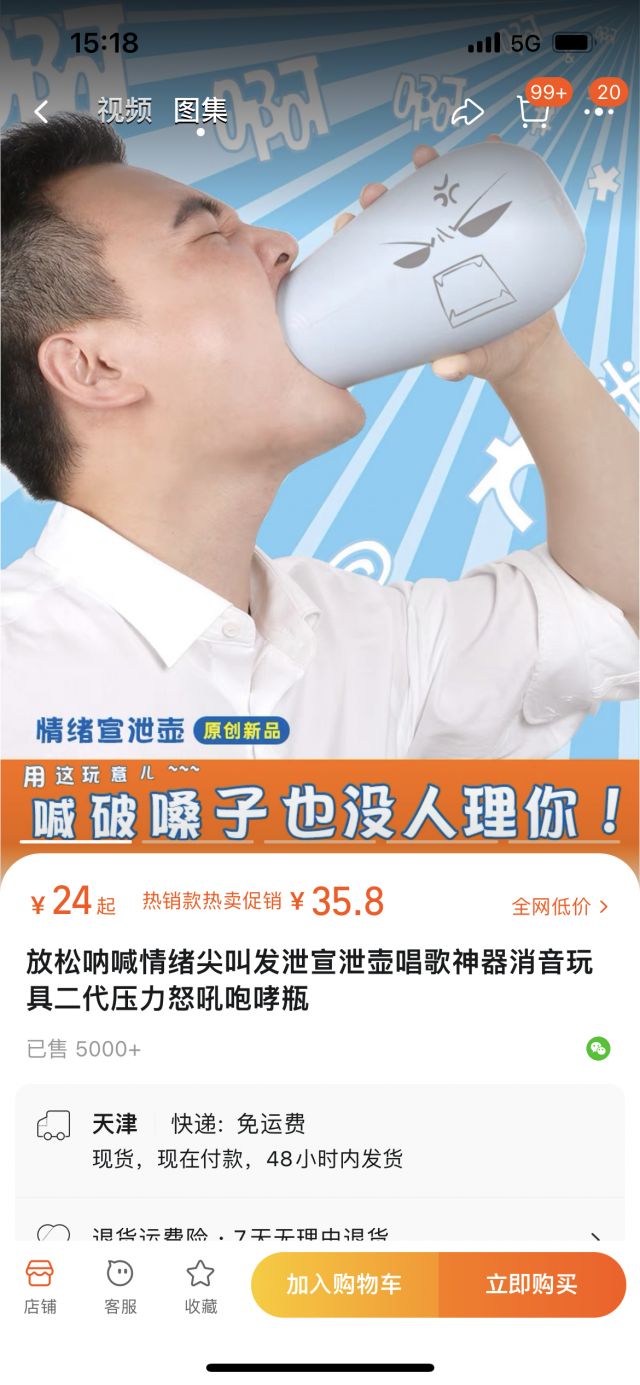 15:18
5G
视频 图集
99+
20
啊
啊
啊
情绪宣泄壶 原创新品
用这玩意儿~~~
喊破嗓子也没人理你！
¥24起 热销款热卖促销 ¥35.8 全网低价 >
放松呐喊情绪尖叫发泄宣泄壶唱歌神器消音玩
具二代压力怒吼咆哮瓶
已售 5000+
天津 快递：免运费
现货，现在付款，48小时内发货
退货运费险 · 7天无理由退货
店铺 客服 收藏 加入购物车 立即购买